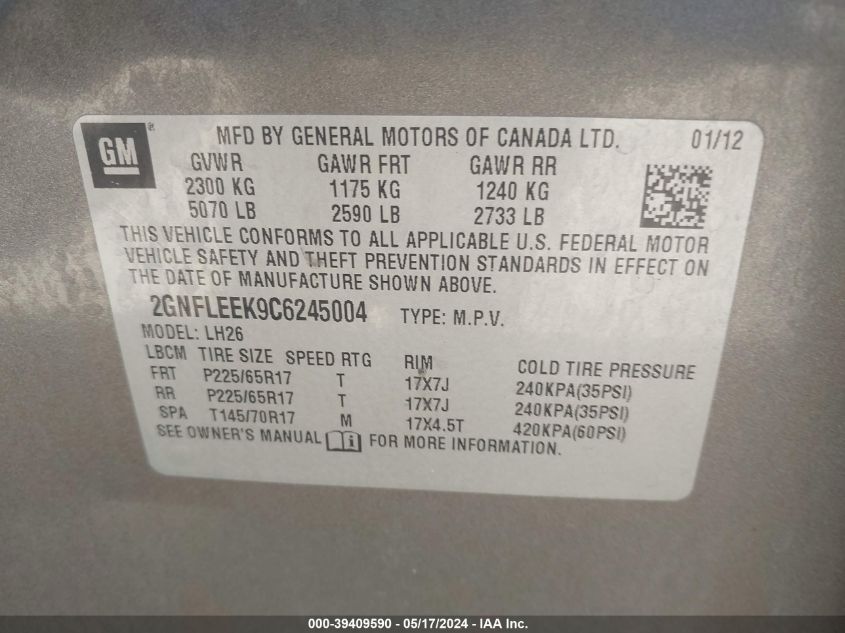 GM
®
MFD BY GENERAL MOTORS OF CANADA LTD. 01/12
GVWR GAWR FRT GAWR RR
2300 KG 1175 KG 1240 KG
5070 LB 2590 LB 2733 LB
THIS VEHICLE CONFORMS TO ALL APPLICABLE U.S. FEDERAL MOTOR
VEHICLE SAFETY AND THEFT PREVENTION STANDARDS IN EFFECT ON
THE DATE OF MANUFACTURE SHOWN ABOVE.
2GNFLEEK9C6245004 TYPE: M.P.V.
MODEL: LH26
LBCM TIRE SIZE SPEED RTG RIM COLD TIRE PRESSURE
FRT P225/65R17 T 17X7J 240KPA(35PSI)
RR P225/65R17 T 17X7J 240KPA(35PSI)
SPA T145/70R17 M 17X4.5T 420KPA(60PSI)
SEE OWNER'S MANUAL i FOR MORE INFORMATION.
000-39409590 - 05/17/2024 - IAA Inc.